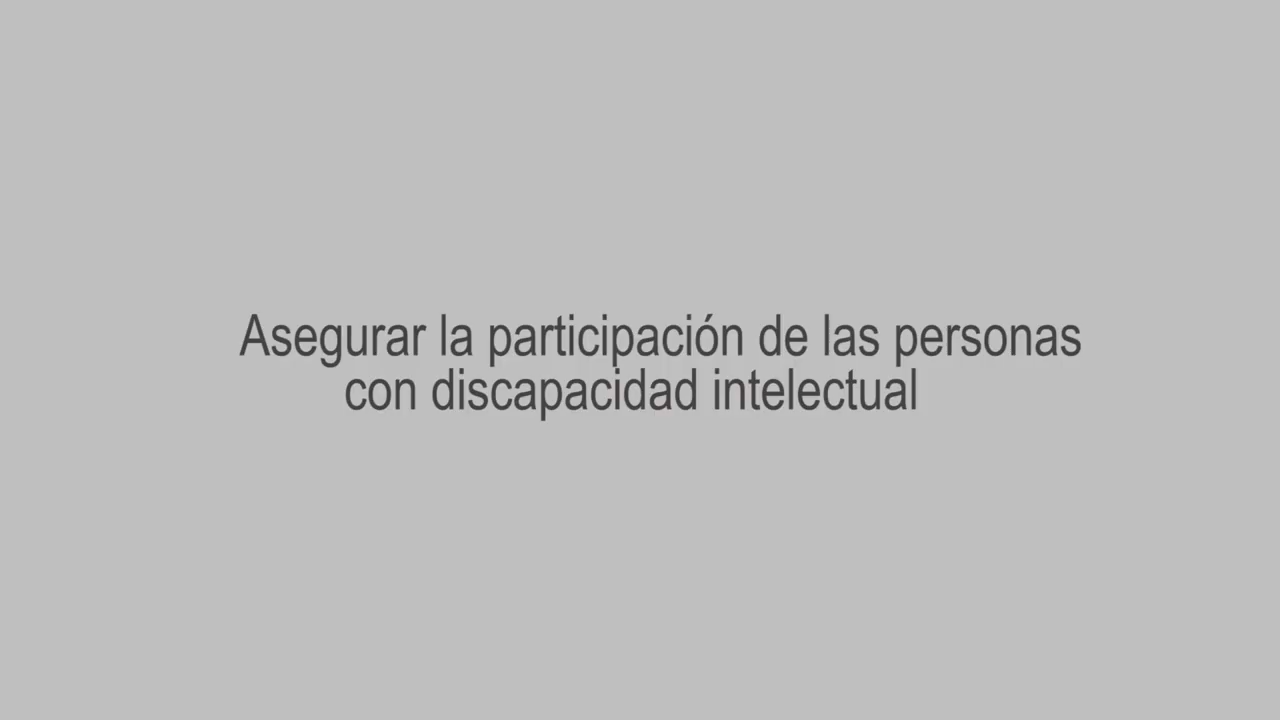 Asegurar la participación de las personas
con discapacidad intelectual